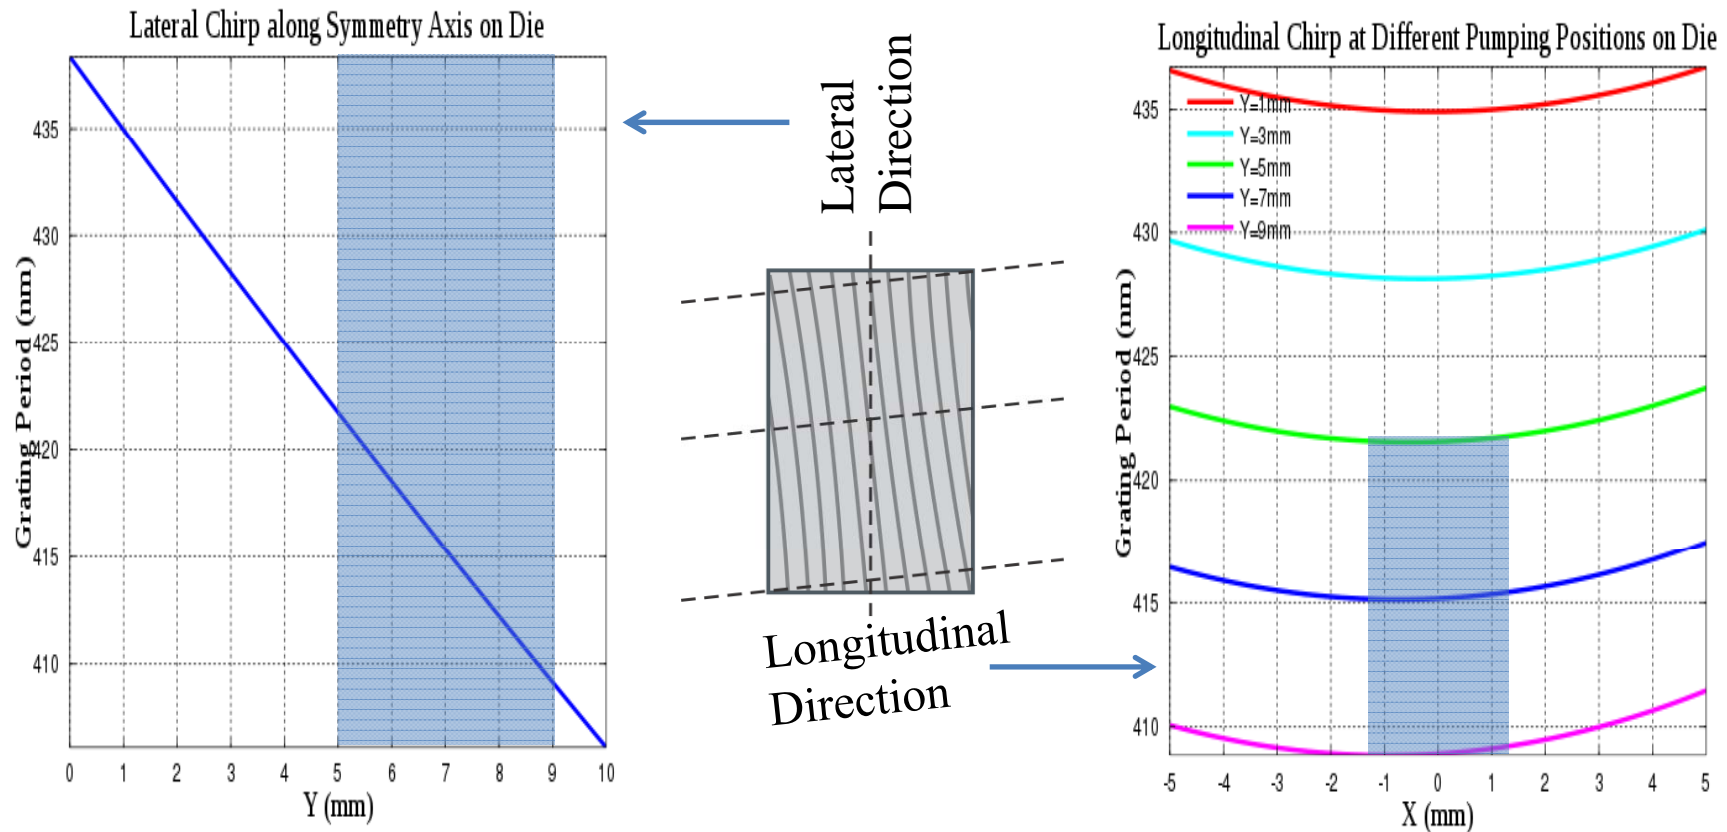 Lateral Chirp along Symmetry Axis on Die
Grating Period (nm)
435
430
425
420
415
410
0 1 2 3 4 5 6 7 8 9 10
Y (mm)
Lateral
Direction
Longitudinal
Direction
Longitudinal Chirp at Different Pumping Positions on Die
Grating Period (nm)
435
430
425
420
415
410
Y=1mm
Y=3mm
Y=5mm
Y=7mm
Y=9mm
-5 -4 -3 -2 -1 0 1 2 3 4 5
X (mm)